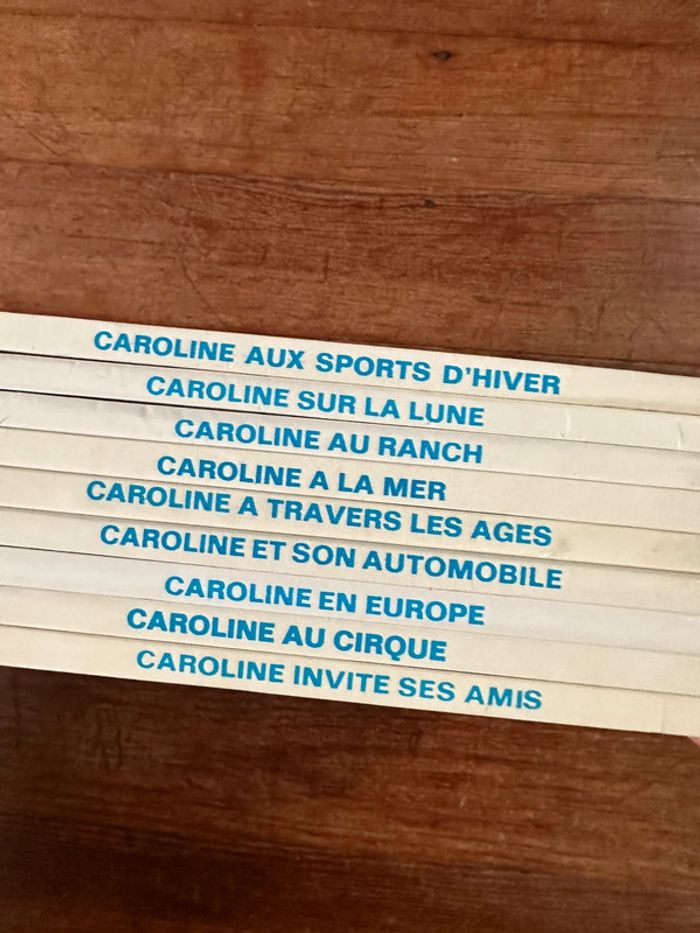 CAROLINE AUX SPORTS D'HIVER
CAROLINE SUR LA LUNE
CAROLINE AU RANCH
CAROLINE A LA MER
CAROLINE A TRAVERS LES AGES
CAROLINE ET SON AUTOMOBILE
CAROLINE EN EUROPE
CAROLINE AU CIRQUE
CAROLINE INVITE SES AMIS